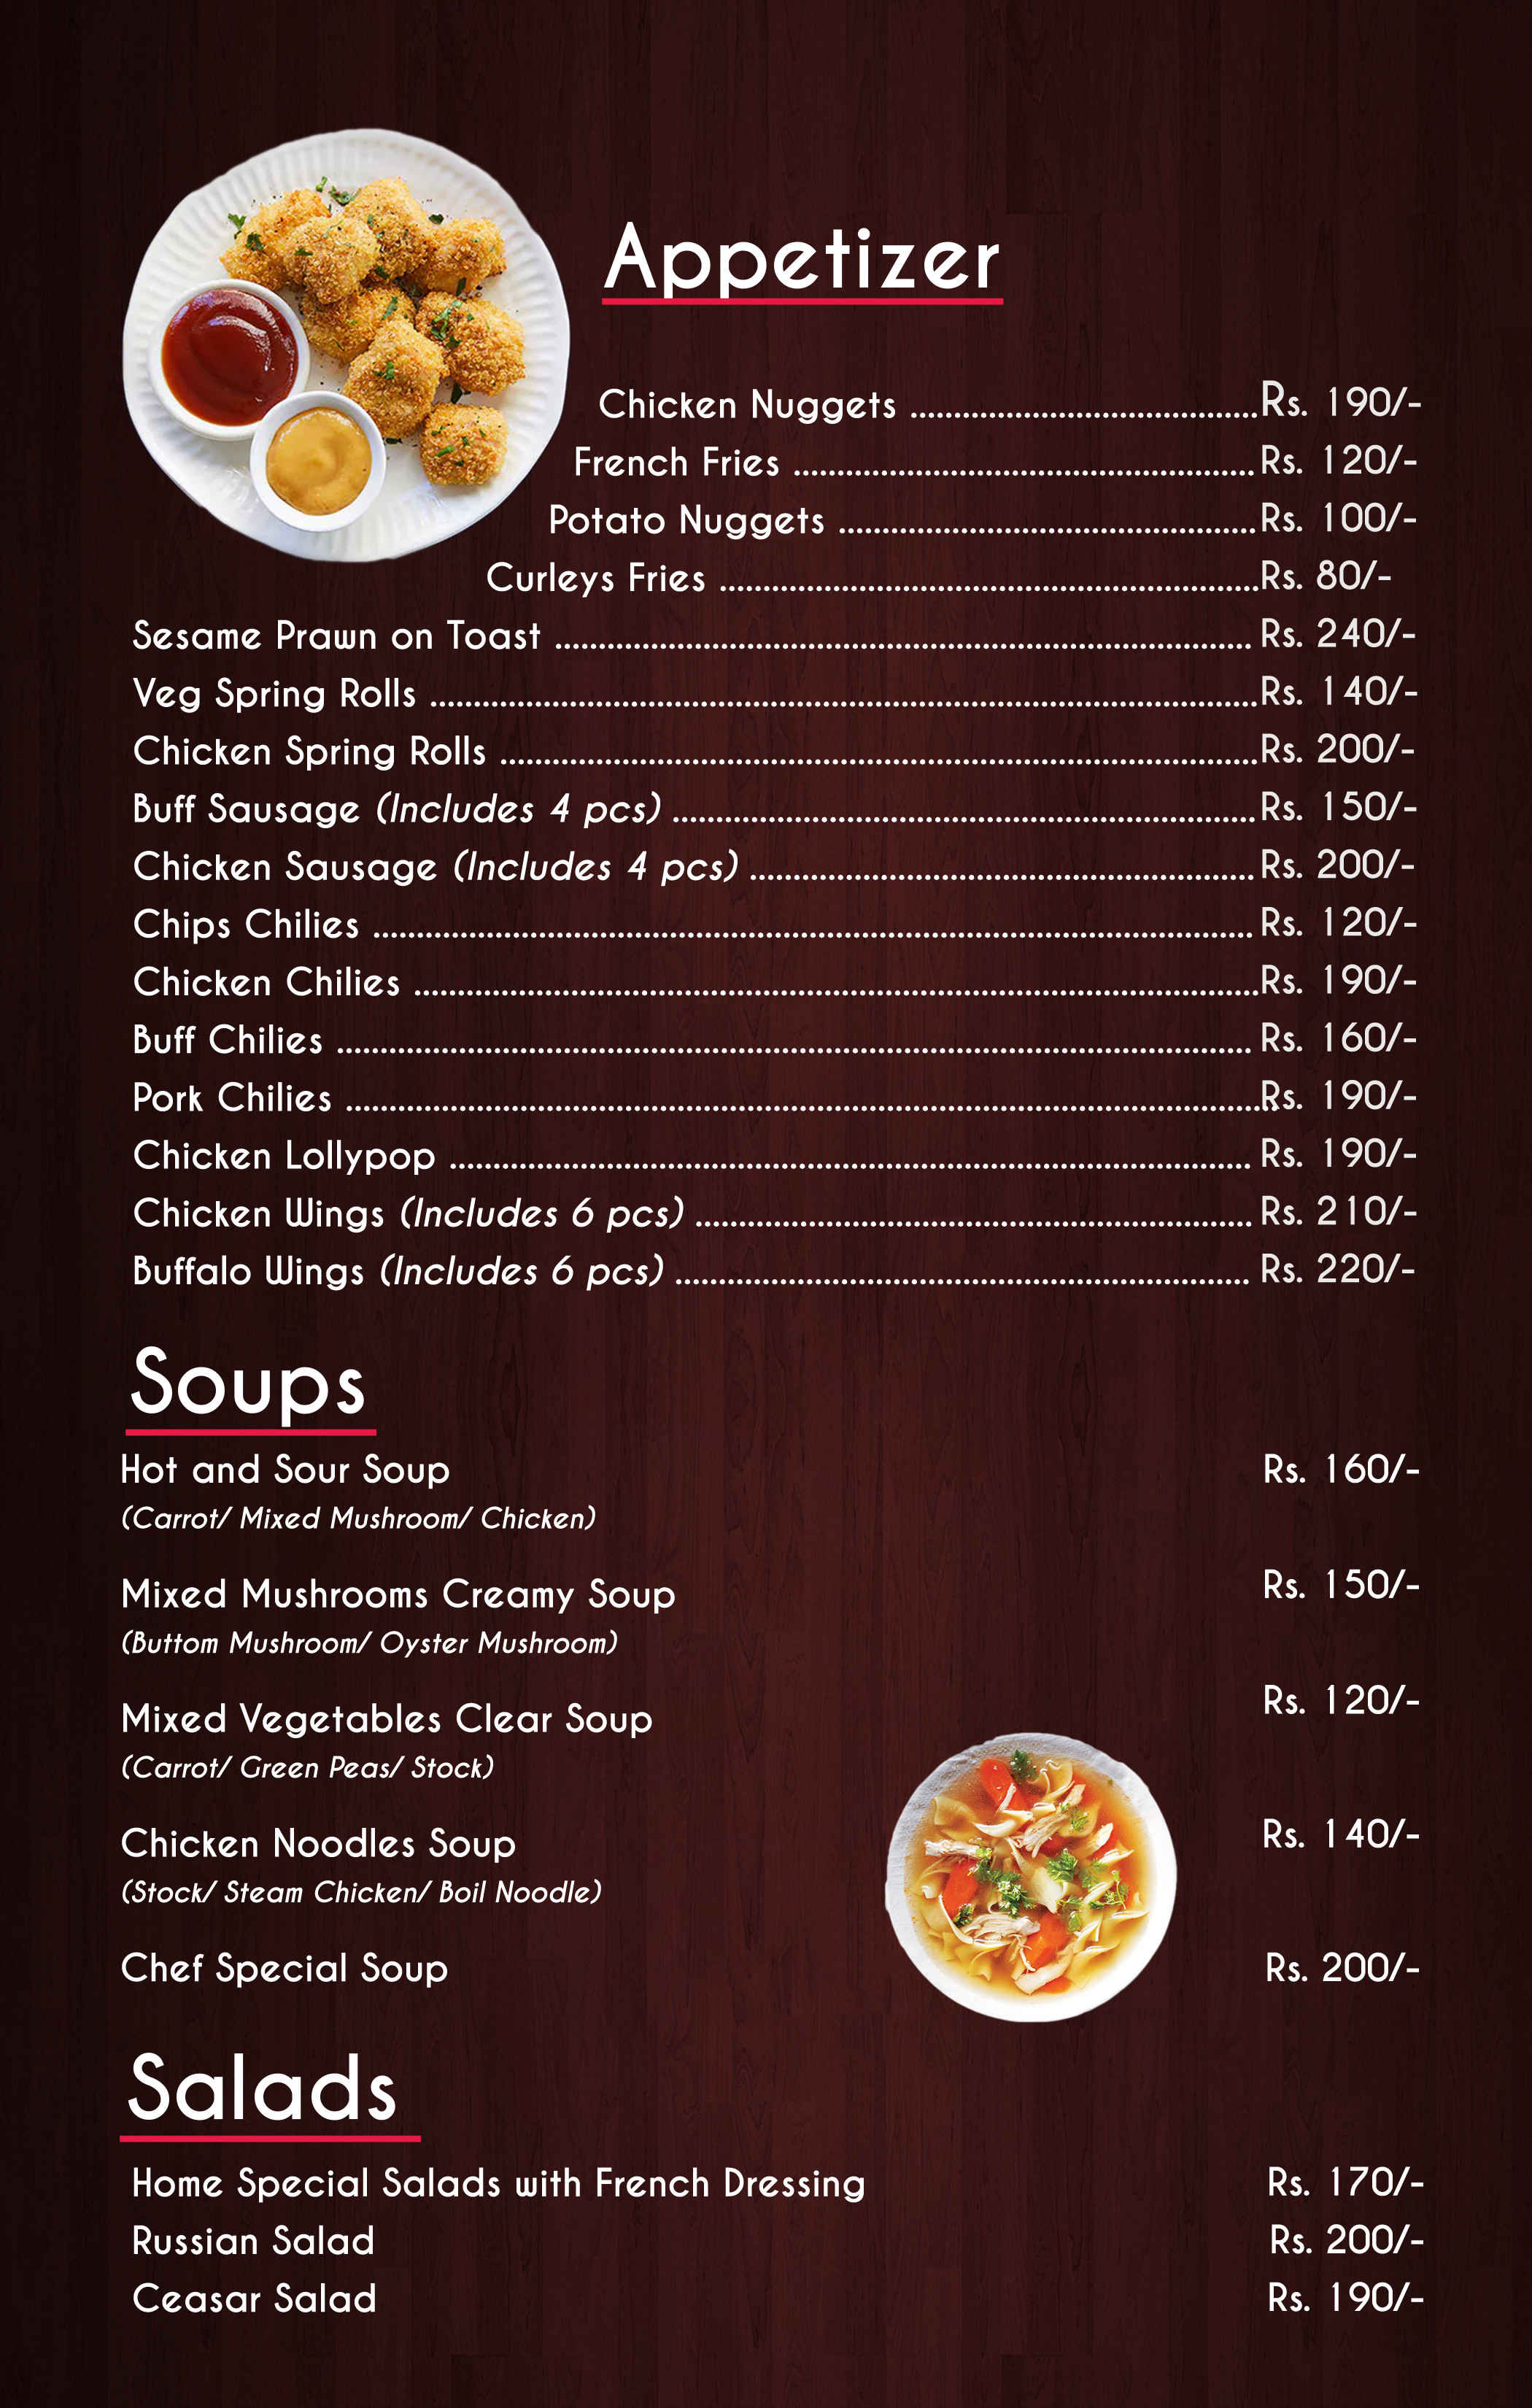 Appetizer
Chicken Nuggets ........................................Rs. 190/-
French Fries ..................................................... Rs. 120/-
Potato Nuggets ................................................Rs. 100/-
Curleys Fries ..............................................................Rs. 80/-
Sesame Prawn on Toast ................................................................................ Rs. 240/-
Veg Spring Rolls ...............................................................................................Rs. 140/-
Chicken Spring Rolls .......................................................................................Rs. 200/-
Buff Sausage (Includes 4 pcs) ...................................................................Rs. 150/-
Chicken Sausage (Includes 4 pcs) .......................................................... Rs. 200/-
Chips Chilies ..................................................................................................... Rs. 120/-
Chicken Chilies .................................................................................................Rs. 190/-
Buff Chilies ......................................................................................................... Rs. 160/-
Pork Chilies ...........................................................................................................Rs. 190/-
Chicken Lollypop ............................................................................................ Rs. 190/-
Chicken Wings (Includes 6 pcs) ................................................................ Rs. 210/-
Buffalo Wings (Includes 6 pcs) .................................................................. Rs. 220/-
Soups
Hot and Sour Soup Rs. 160/-
(Carrot/ Mixed Mushroom/ Chicken)
Mixed Mushrooms Creamy Soup Rs. 150/-
(Buttom Mushroom/ Oyster Mushroom)
Mixed Vegetables Clear Soup Rs. 120/-
(Carrot/ Green Peas/ Stock)
Chicken Noodles Soup Rs. 140/-
(Stock/ Steam Chicken/ Boil Noodle)
Chef Special Soup Rs. 200/-
Salads
Home Special Salads with French Dressing Rs. 170/-
Russian Salad Rs. 200/-
Ceasar Salad Rs. 190/-